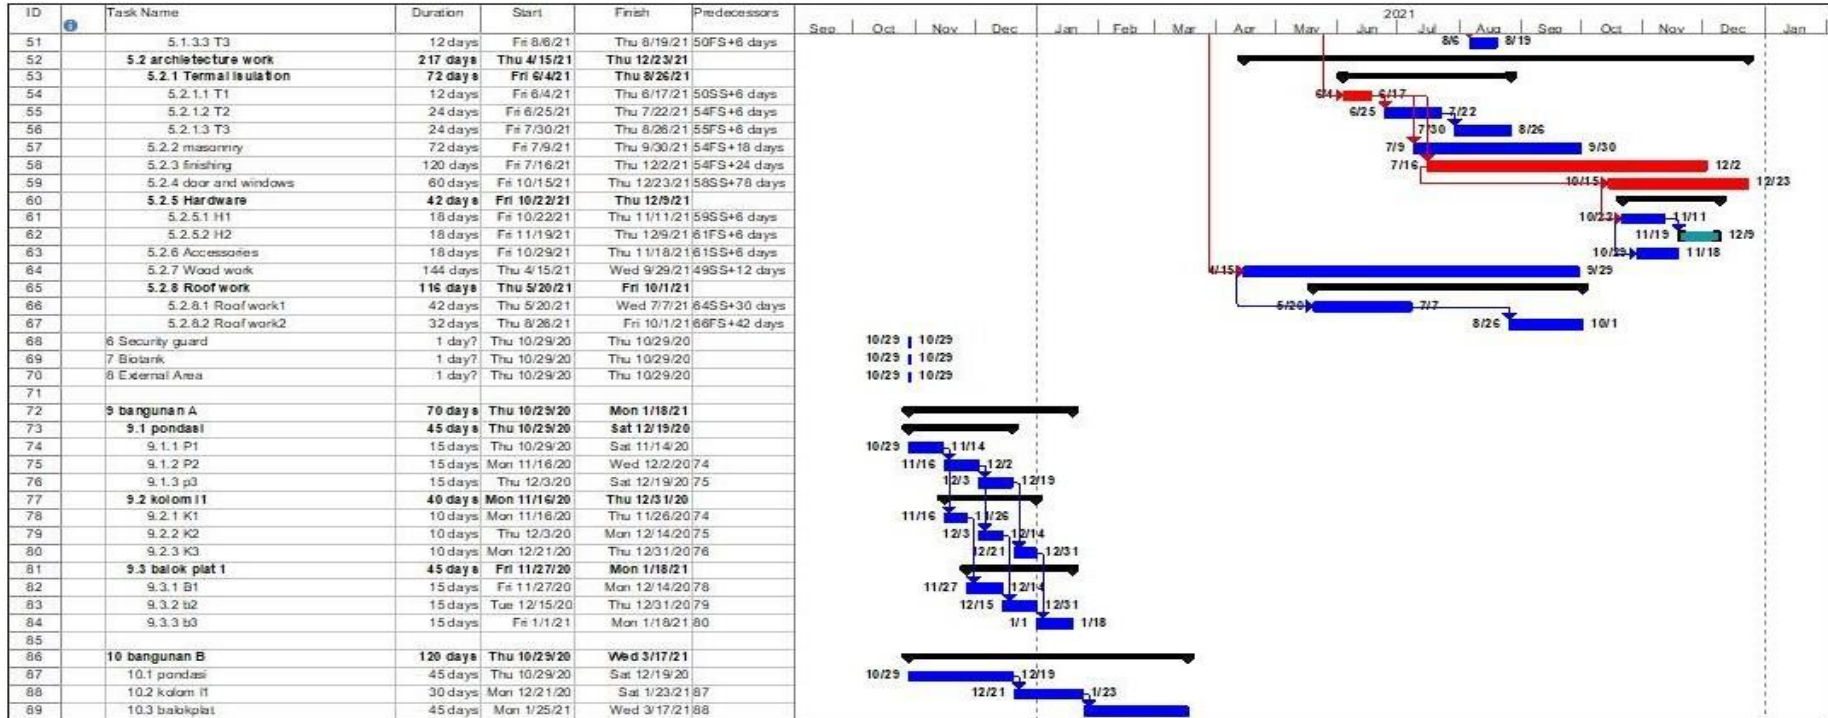 ID Task Name Duration Start Finish Predecessors 2021
Sep Oct Nov Dec Jan Feb Mar Apr May Jun Jul Aug Sep Oct Nov Dec Jan
51 5.1.3.3 T3 12 days Fri 8/6/21 Thu 8/19/21 50FS+6 days 8/6 8/19
52 5.2 archietecture work 217 days Thu 4/15/21 Thu 12/23/21
53 5.2.1 Termal isulation 72 days Fri 6/4/21 Thu 8/26/21
54 5.2.1.1 T1 12 days Fri 6/4/21 Thu 6/17/21 50SS+6 days 6/4 6/17
55 5.2.1.2 T2 24 days Fri 6/25/21 Thu 7/22/21 54FS+6 days 6/25 7/22
56 5.2.1.3 T3 24 days Fri 7/30/21 Thu 8/26/21 55FS+6 days 7/30 8/26
57 5.2.2 masonrry 72 days Fri 7/9/21 Thu 9/30/21 54FS+18 days 7/9 9/30
58 5.2.3 finishing 120 days Fri 7/16/21 Thu 12/2/21 54FS+24 days 7/16 12/2
59 5.2.4 door and windows 60 days Fri 10/15/21 Thu 12/23/21 58SS+78 days 10/15 12/23
60 5.2.5 Hardware 42 days Fri 10/22/21 Thu 12/9/21
61 5.2.5.1 H1 18 days Fri 10/22/21 Thu 11/11/21 59SS+6 days 10/22 11/11
62 5.2.5.2 H2 18 days Fri 11/19/21 Thu 12/9/21 61FS+6 days 11/19 12/9
63 5.2.6 Accessories 18 days Fri 10/29/21 Thu 11/18/21 61SS+6 days 10/29 11/18
64 5.2.7 Wood work 144 days Thu 4/15/21 Wed 9/29/21 49SS+12 days 4/15 9/29
65 5.2.8 Roof work 116 days Thu 5/20/21 Fri 10/1/21
66 5.2.8.1 Roof work1 42 days Thu 5/20/21 Wed 7/7/21 64SS+30 days 5/20 7/7
67 5.2.8.2 Roof work2 32 days Thu 8/26/21 Fri 10/1/21 66FS+42 days 8/26 10/1
68 6 Security guard 1 day? Thu 10/29/20 Thu 10/29/20 10/29 10/29
69 7 Biotank 1 day? Thu 10/29/20 Thu 10/29/20 10/29 10/29
70 8 External Area 1 day? Thu 10/29/20 Thu 10/29/20 10/29 10/29
71
72 9 bangunan A 70 days Thu 10/29/20 Mon 1/18/21
73 9.1 pondasi 45 days Thu 10/29/20 Sat 12/19/20
74 9.1.1 P1 15 days Thu 10/29/20 Sat 11/14/20 10/29 11/14
75 9.1.2 P2 15 days Mon 11/16/20 Wed 12/2/20 74 11/16 12/2
76 9.1.3 p3 15 days Thu 12/3/20 Sat 12/19/20 75 12/3 12/19
77 9.2 kolom l1 40 days Mon 11/16/20 Thu 12/31/20
78 9.2.1 K1 10 days Mon 11/16/20 Thu 11/26/20 74 11/16 11/26
79 9.2.2 K2 10 days Thu 12/3/20 Mon 12/14/20 75 12/3 12/14
80 9.2.3 K3 10 days Mon 12/21/20 Thu 12/31/20 76 12/21 12/31
81 9.3 balok plat 1 45 days Fri 11/27/20 Mon 1/18/21
82 9.3.1 B1 15 days Fri 11/27/20 Mon 12/14/20 78 11/27 12/14
83 9.3.2 b2 15 days Tue 12/15/20 Thu 12/31/20 79 12/15 12/31
84 9.3.3 b3 15 days Fri 1/1/21 Mon 1/18/21 80 1/1 1/18
85
86 10 bangunan B 120 days Thu 10/29/20 Wed 3/17/21
87 10.1 pondasi 45 days Thu 10/29/20 Sat 12/19/20 10/29 12/19
88 10.2 kolom l1 30 days Mon 12/21/20 Sat 1/23/21 87 12/21 1/23
89 10.3 balokplat 45 days Mon 1/25/21 Wed 3/17/21 88